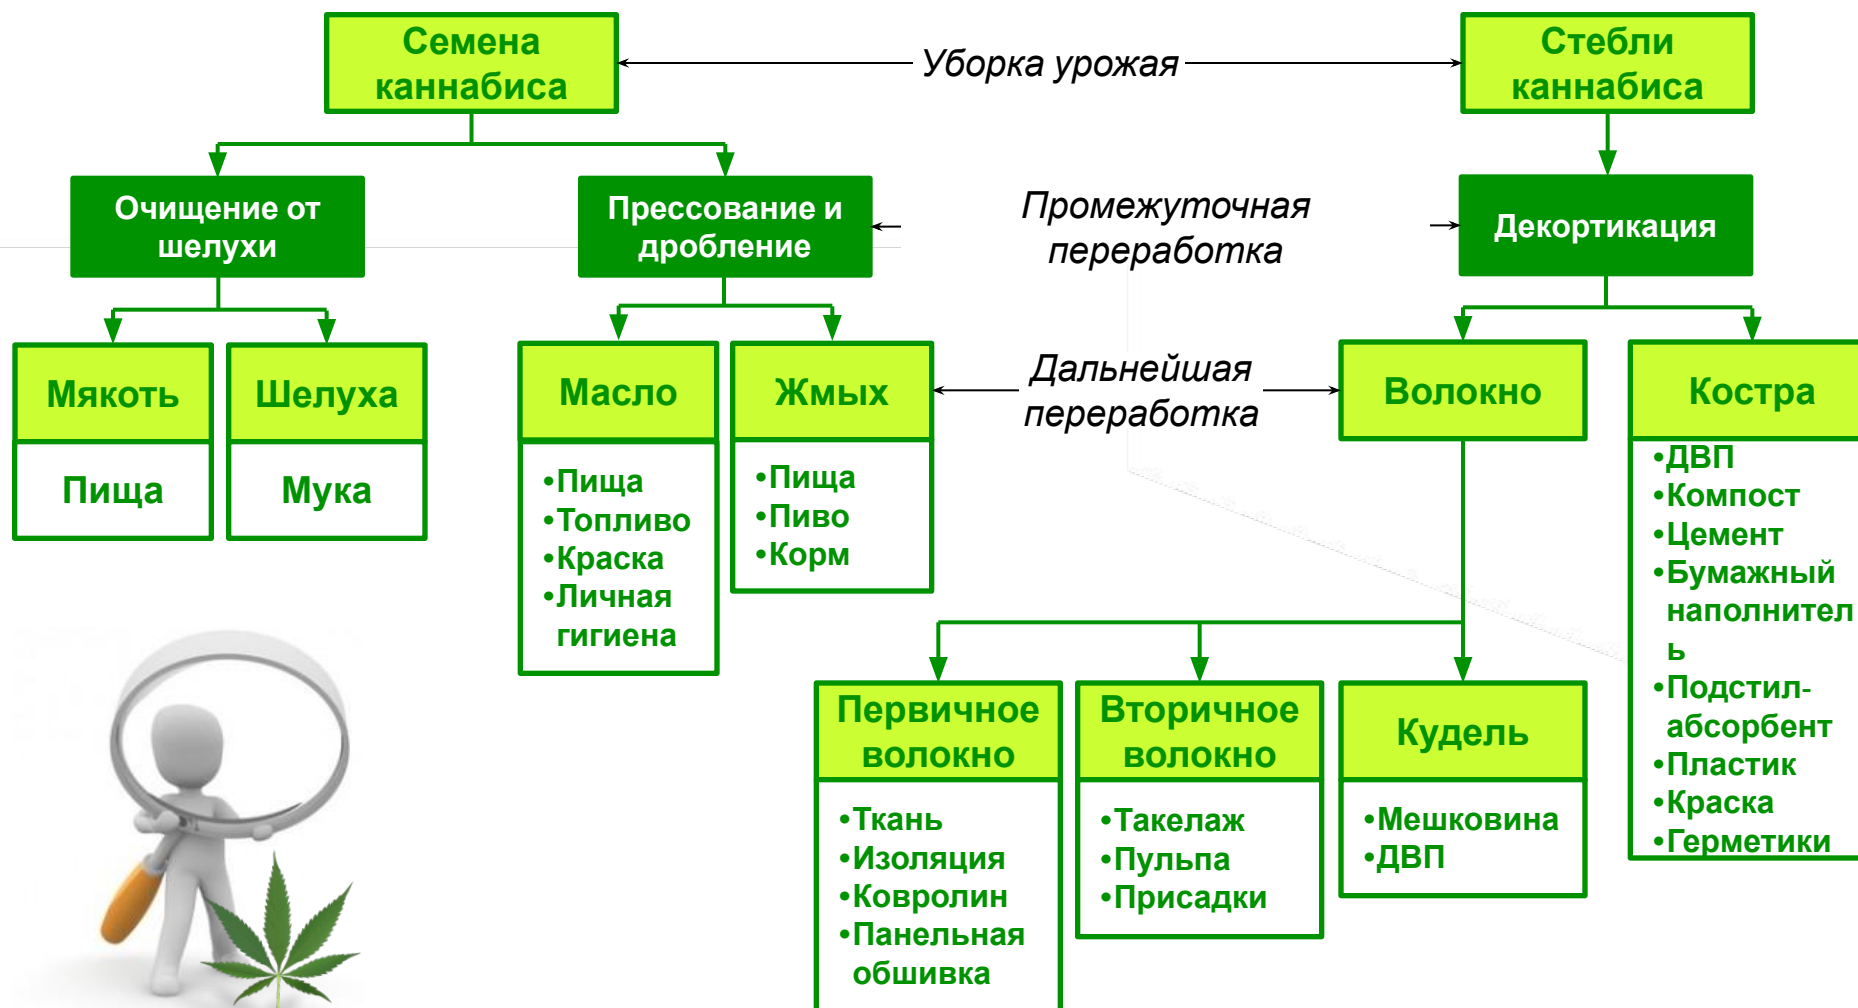 Семена
каннабиса
Уборка урожая
Стебли
каннабиса
Очищение от
шелухи
Прессование и
дробление
Промежуточная
переработка
Декортикация
Мякоть
Шелуха
Масло
Жмых
Дальнейшая
переработка
Волокно
Костра
Пища
Мука
•Пища
•Топливо
•Краска
•Личная
гигиена
•Пища
•Пиво
•Корм
•ДВП
•Компост
•Цемент
•Бумажный
наполнител
ь
•Подстил-
абсорбент
•Пластик
•Краска
•Герметики
Первичное
волокно
Вторичное
волокно
Кудель
•Ткань
•Изоляция
•Ковролин
•Панельная
обшивка
•Такелаж
•Пульпа
•Присадки
•Мешковина
•ДВП